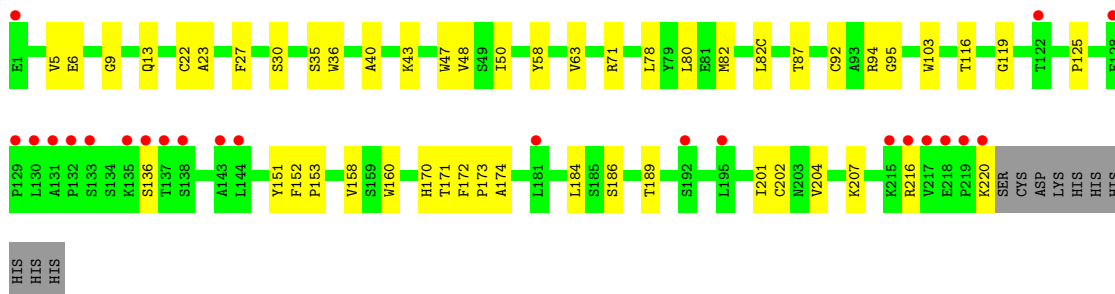 E1 V5 E6 G9 Q13 C22 A23 F27 S30 S35 W36 A40 K43 W47 V48 S49 I50 Y58 V63 R71 L78 Y79 L80 E81 M82 L82C T87 C92 A93 R94 G95 W103 T116 G119 T122 P125 F128
P129 L130 A131 P132 S133 S134 K135 S136 T137 S138 A143 L144 Y151 F152 P153 V158 S159 W160 H170 T171 F172 P173 A174 L181 L184 S185 S186 T189 S192 L195 I201 C202 N203 V204 K207 K215 R216 V217 E218 P219 K220 SER CYS ASP LYS HIS HIS HIS
HIS HIS HIS